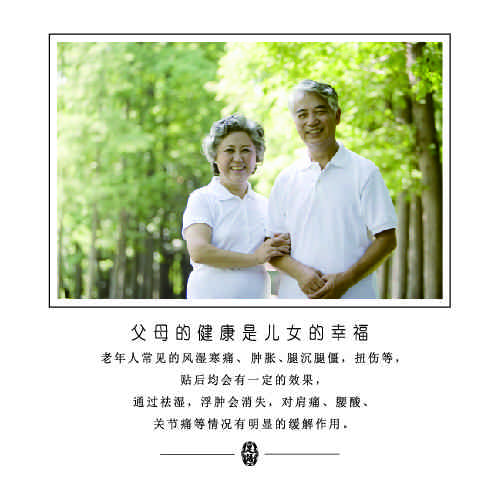 父母的健康是儿女的幸福
老年人常见的风湿寒痛、肿胀、腿沉腿僵，扭伤等，
贴后均会有一定的效果，
通过祛湿，浮肿会消失，对肩痛、腰酸、
关节痛等情况有明显的缓解作用。